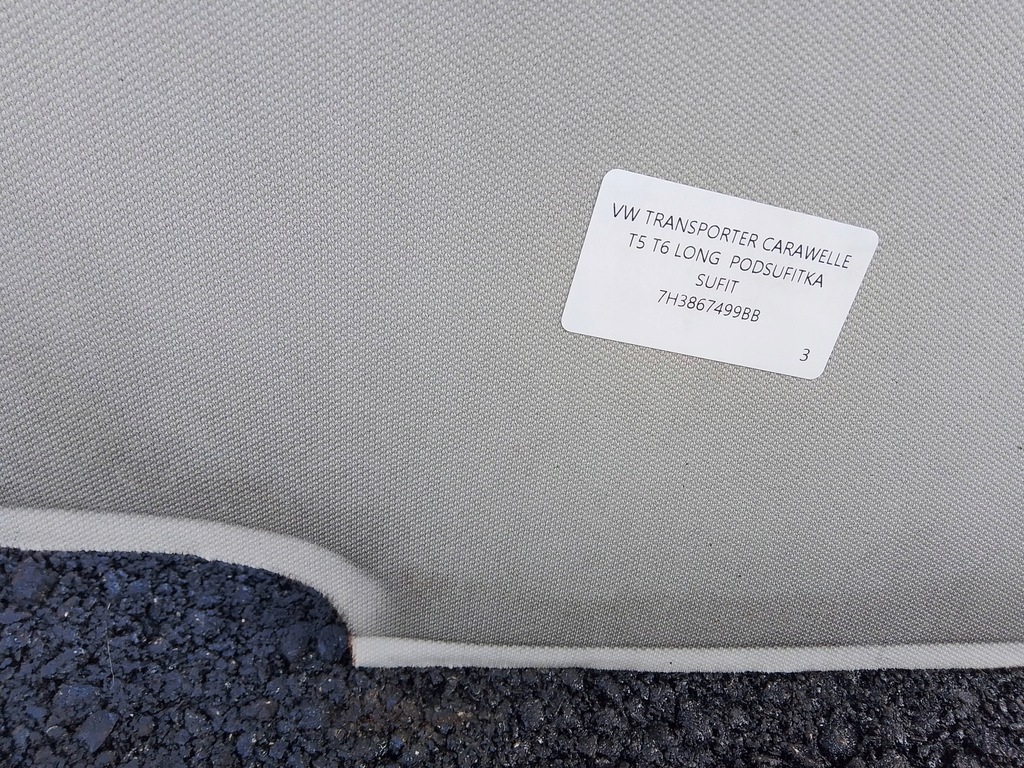 VW TRANSPORTER CARAWELLE
T5 T6 LONG PODSUFITKA
SUFIT
7H3867499BB
3